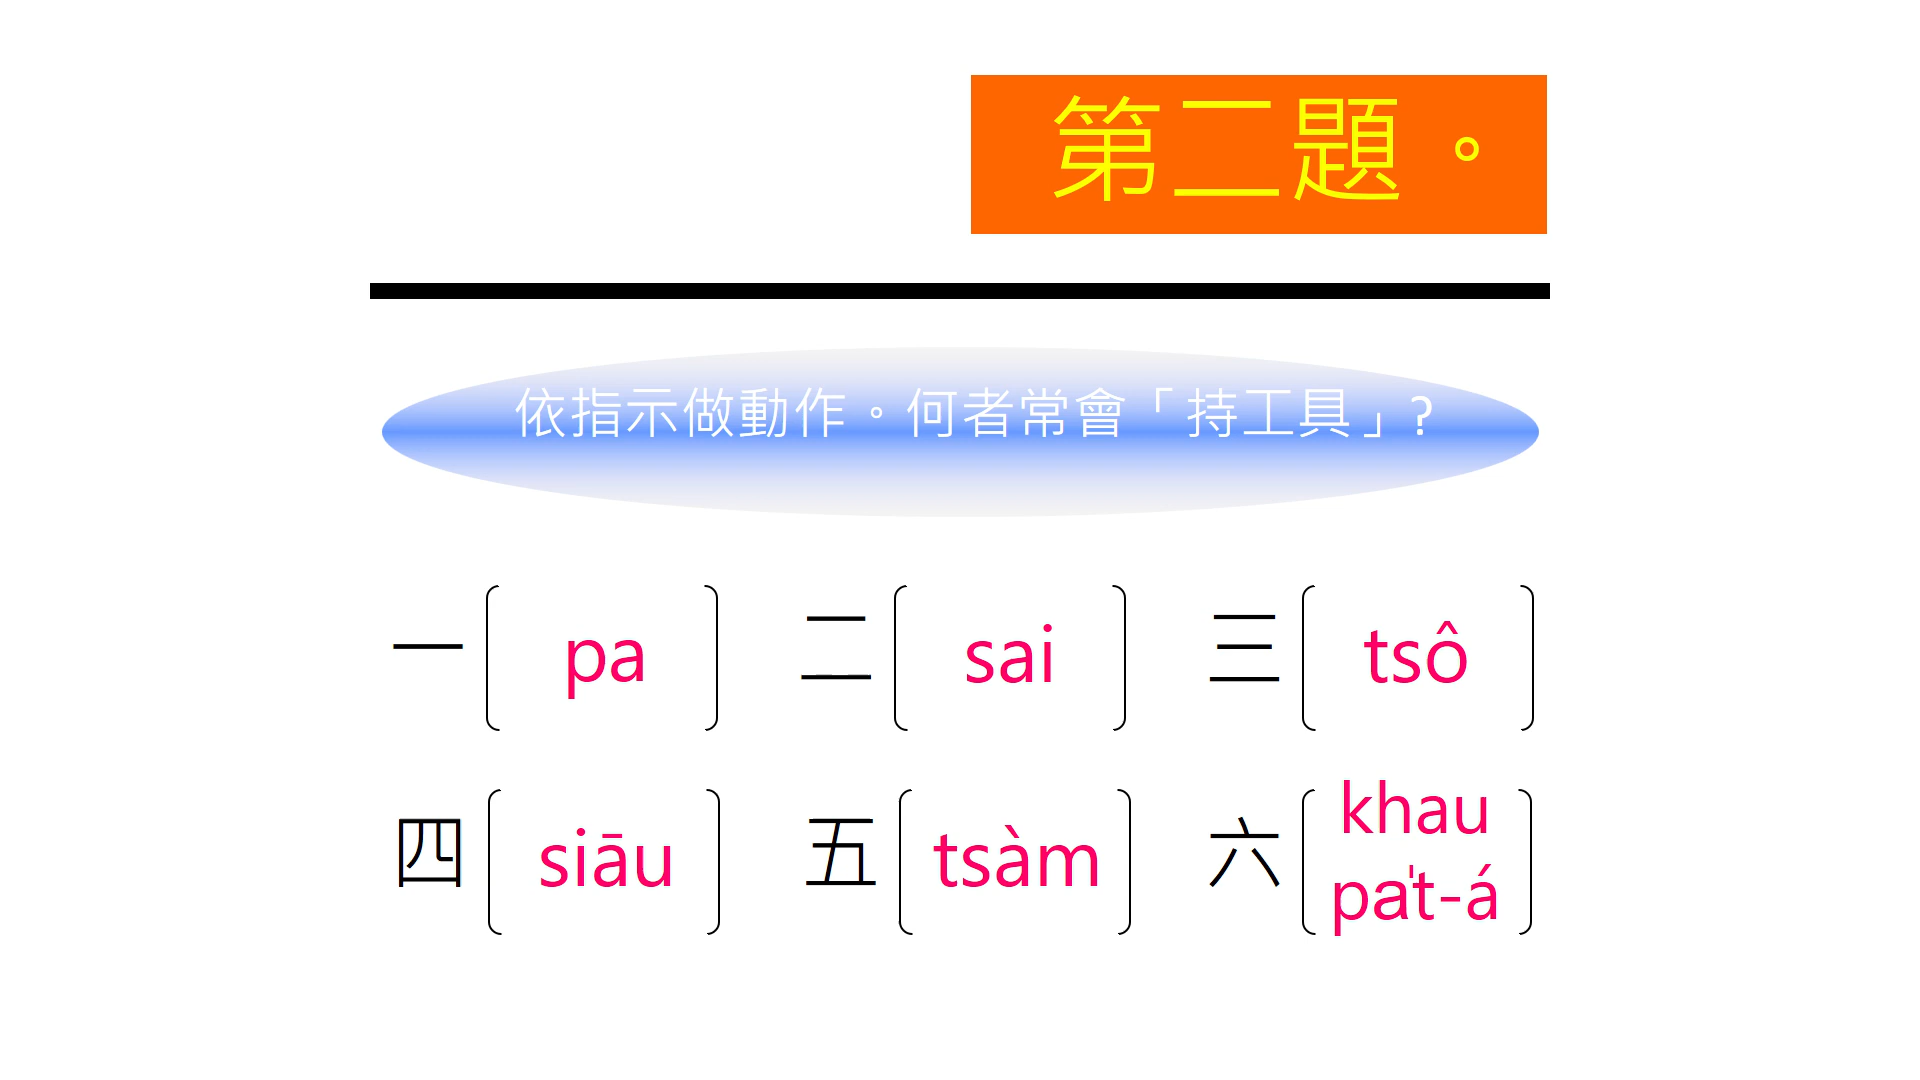 第二題。
依指示做動作。何者常會「持工具」?
一 pa 二 sai 三 tsô
四 siāu 五 tsàm 六 khau
pa̍t-á